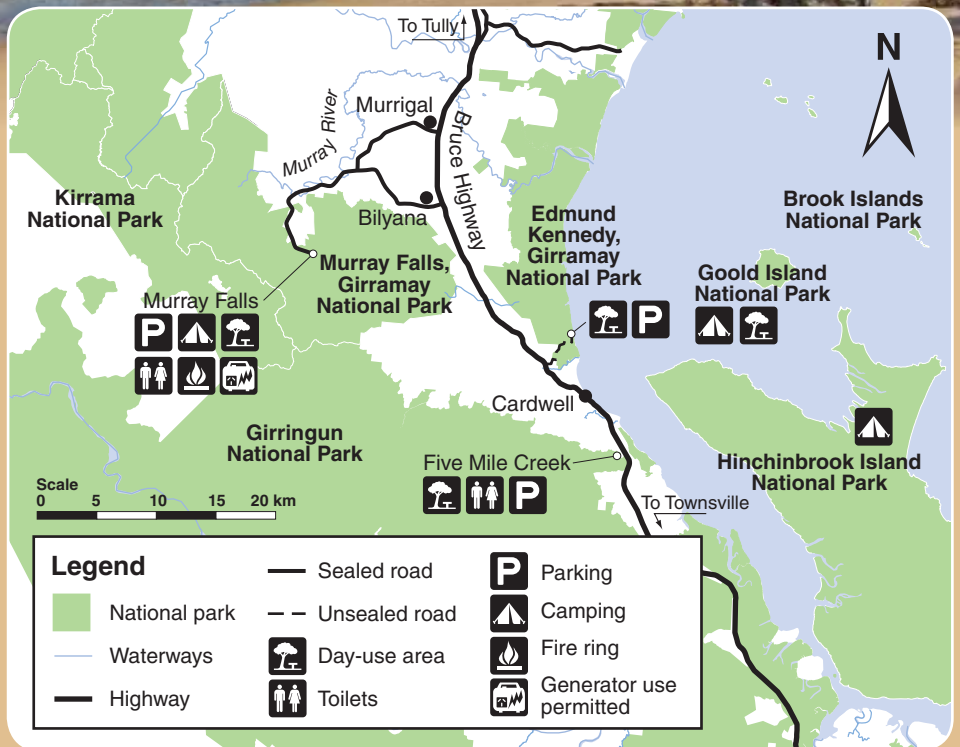 To Tully
N
Murrigal
Murray River
Bruce Highway
Kirrama
National Park
Bilyana
Edmund
Kennedy,
Girramay
National Park
Brook Islands
National Park
Murray Falls,
Girramay
National Park
Goold Island
National Park
Murray Falls
P
P
Cardwell
Girringun
National Park
Five Mile Creek
P
Hinchinbrook Island
National Park
To Townsville
Scale
0 5 10 15 20 km
Legend
National park
Waterways
Highway
Sealed road
Unsealed road
Day-use area
Toilets
P Parking
Camping
Fire ring
Generator use
permitted